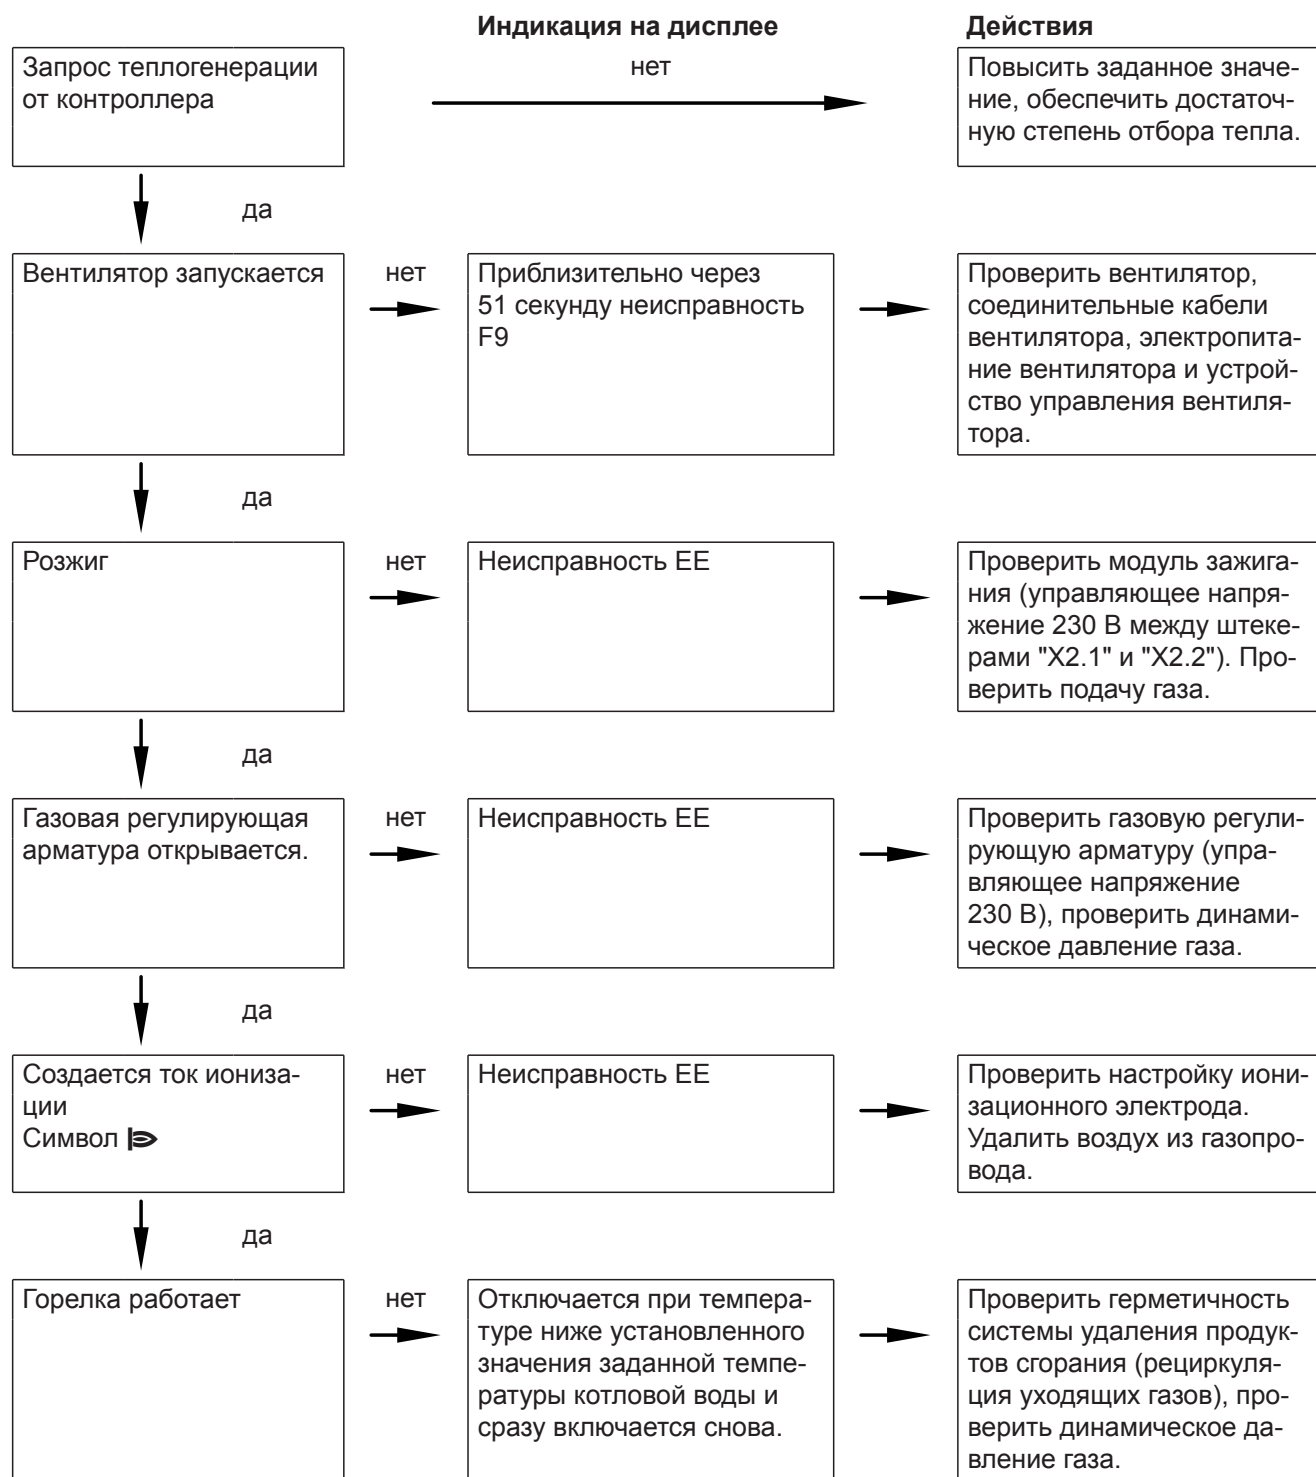 Индикация на дисплее
Действия
Запрос теплогенерации
от контроллера
нет
Повысить заданное значе-
ние, обеспечить достаточ-
ную степень отбора тепла.
да
Вентилятор запускается
нет
Приблизительно через
51 секунду неисправность
F9
Проверить вентилятор,
соединительные кабели
вентилятора, электропита-
ние вентилятора и устрой-
ство управления вентиля-
тора.
да
Розжиг
нет
Неисправность EE
Проверить модуль зажига-
ния (управляющее напря-
жение 230 В между штеке-
рами "X2.1" и "X2.2"). Про-
верить подачу газа.
да
Газовая регулирующая
арматура открывается.
нет
Неисправность EE
Проверить газовую регули-
рующую арматуру (упра-
вляющее напряжение
230 В), проверить динами-
ческое давление газа.
да
Создается ток иониза-
ции
Символ
нет
Неисправность EE
Проверить настройку иони-
зационного электрода.
Удалить воздух из газопро-
вода.
да
Горелка работает
нет
Отключается при темпера-
туре ниже установленного
значения заданной темпе-
ратуры котловой воды и
сразу включается снова.
Проверить герметичность
системы удаления продук-
тов сгорания (рециркуля-
ция уходящих газов), про-
верить динамическое да-
вление газа.